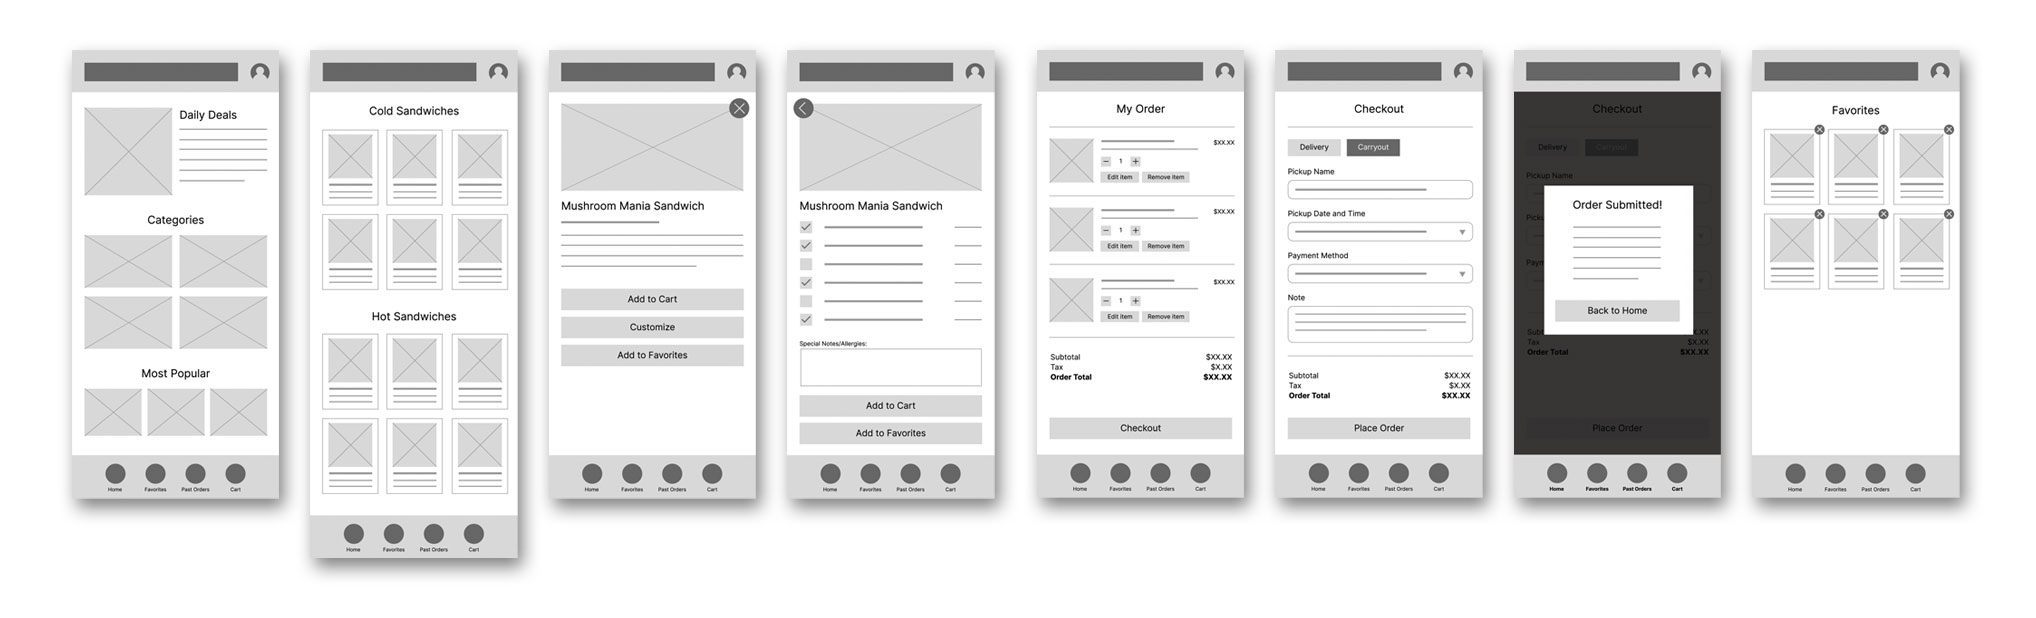 Daily Deals
Categories
Most Popular
Home Favorites Past Orders Cart
Cold Sandwiches
Hot Sandwiches
Home Favorites Past Orders Cart
Mushroom Mania Sandwich
Add to Cart
Customize
Add to Favorites
Home Favorites Past Orders Cart
Mushroom Mania Sandwich
Special Notes/Allergies:
Add to Cart
Add to Favorites
Home Favorites Past Orders Cart
My Order
$XX.XX
1
Edit item Remove item
$XX.XX
1
Edit item Remove item
$XX.XX
1
Edit item Remove item
Subtotal $XX.XX
Tax $X.XX
Order Total $XX.XX
Checkout
Home Favorites Past Orders Cart
Checkout
Delivery Carryout
Pickup Name
Pickup Date and Time
Payment Method
Note
Subtotal $XX.XX
Tax $X.XX
Order Total $XX.XX
Place Order
Home Favorites Past Orders Cart
Checkout
Delivery Carryout
Pickup Name
Order Submitted!
Back to Home
Tax $X.XX
Order Total $XX.XX
Place Order
Home Favorites Past Orders Cart
Favorites
Home Favorites Past Orders Cart